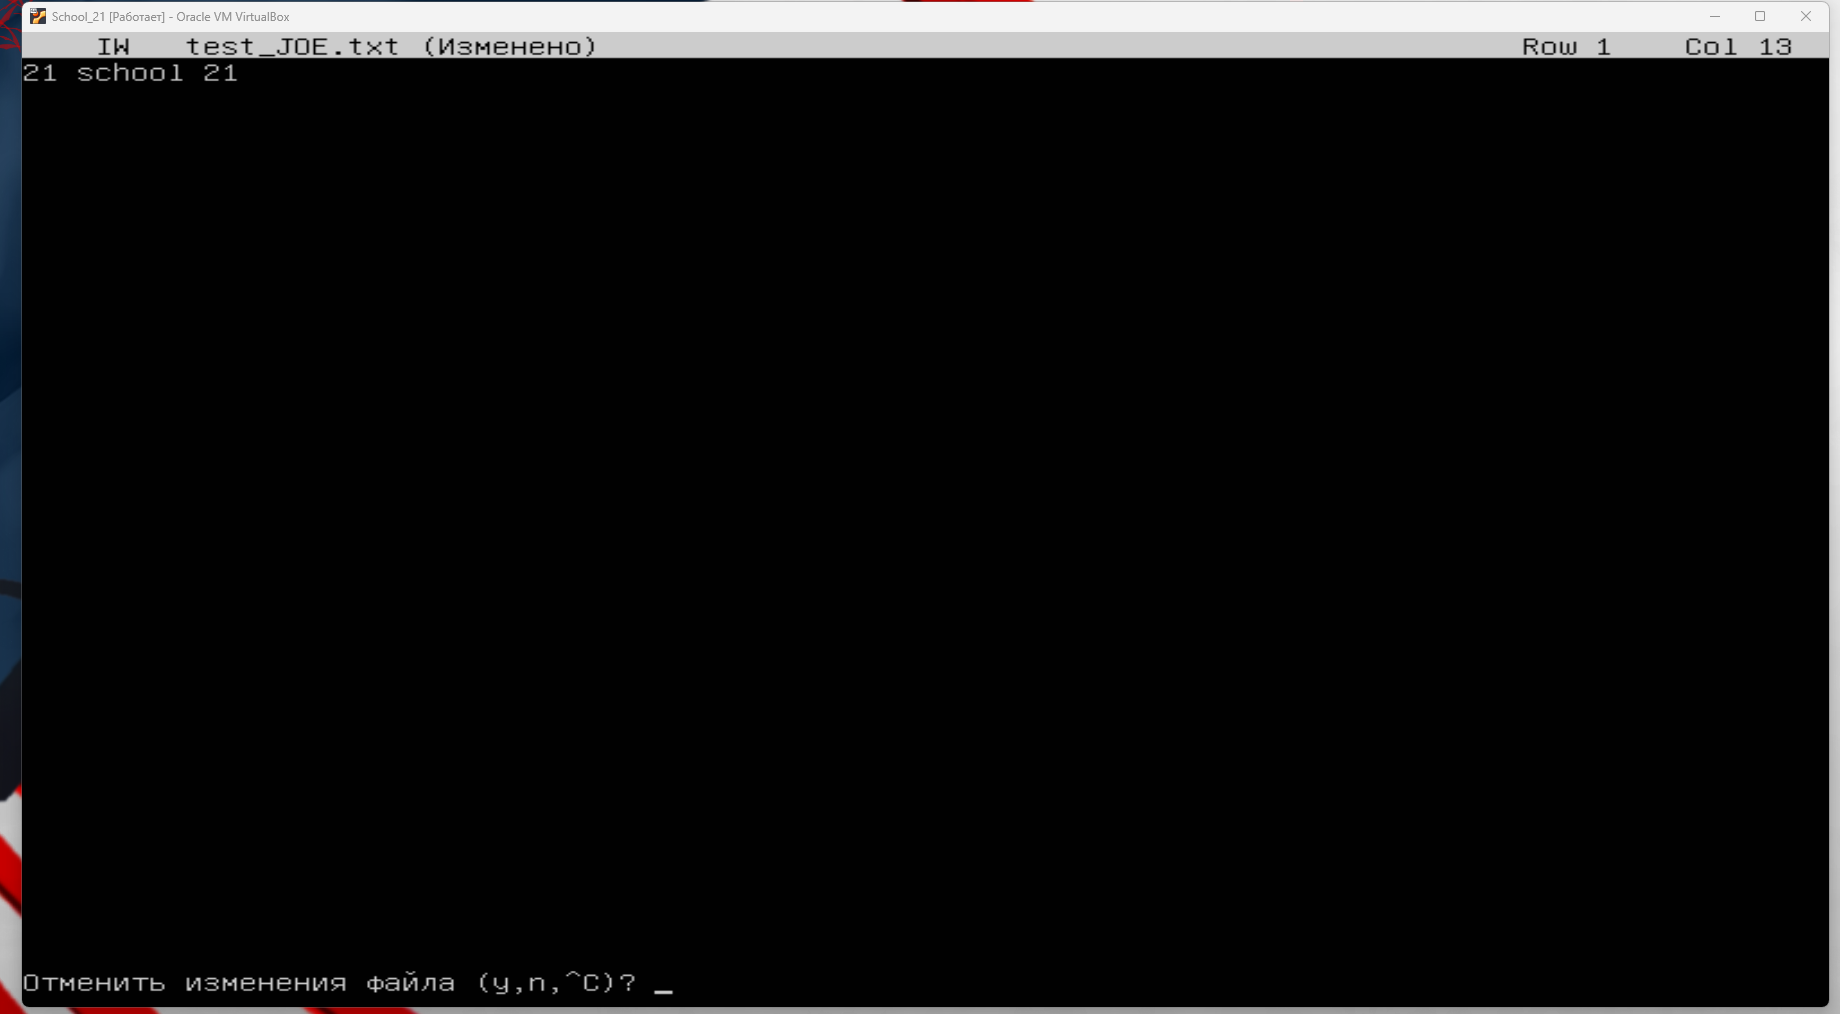 School_21 [Работает] - Oracle VM VirtualBox
IW test_JOE.txt (Изменено) Row 1 Col 13
21 school 21
Отменить изменения файла (y,n,^C)? _